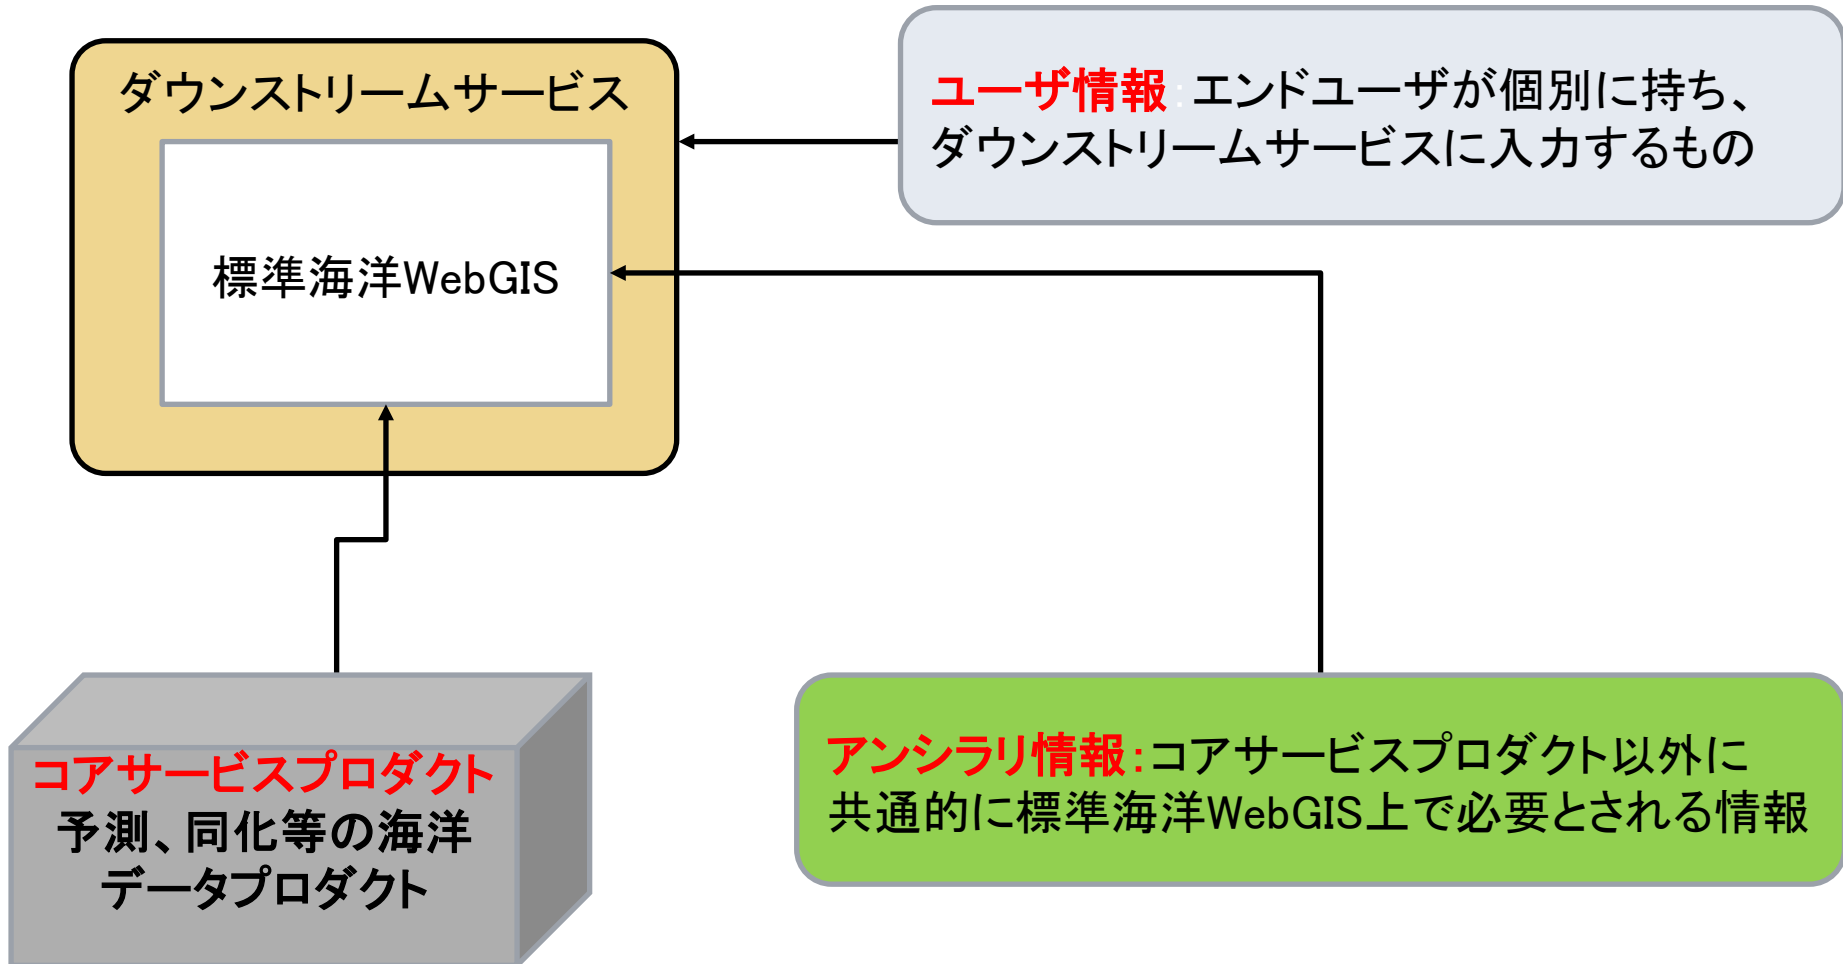 ダウンストリームサービス
標準海洋WebGIS
ユーザ情報:エンドユーザが個別に持ち、
ダウンストリームサービスに入力するもの
コアサービスプロダクト
予測、同化等の海洋
データプロダクト
アンシラリ情報:コアサービスプロダクト以外に
共通的に標準海洋WebGIS上で必要とされる情報